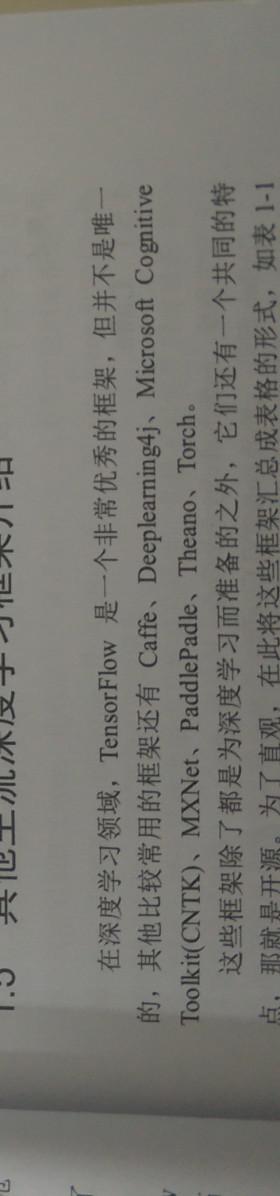 1.5 其他主流深度学习框架介绍
在深度学习领域，TensorFlow 是一个非常优秀的框架，但并不是唯一
的，其他比较常用的框架还有 Caffe、Deeplearning4j、Microsoft Cognitive
Toolkit(CNTK)、MXNet、PaddlePadle、Theano、Torch。
这些框架除了都是为深度学习而准备的之外，它们还有一个共同的特
点，那就是开源。为了直观，在此将这些框架汇总成表格的形式，如表 1-1